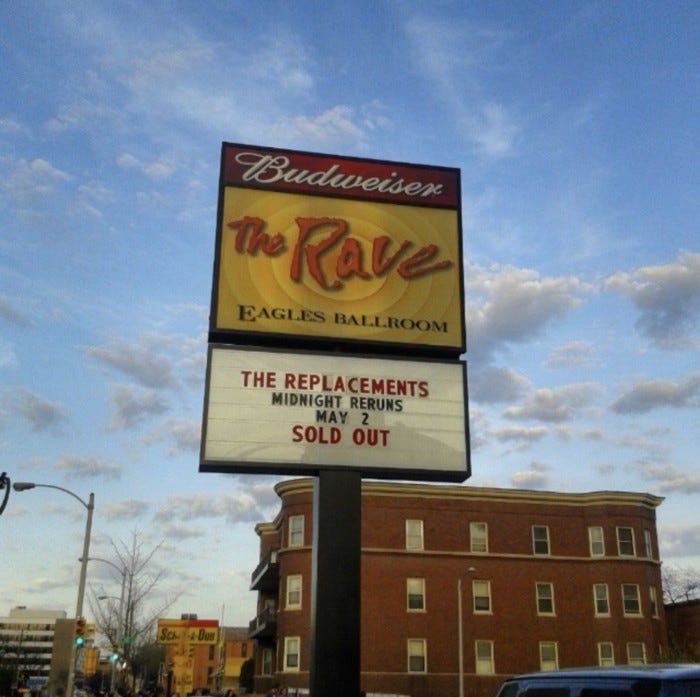 Budweiser
The Rave
EAGLES BALLROOM
THE REPLACEMENTS
MIDNIGHT RERUNS
MAY 2
SOLD OUT